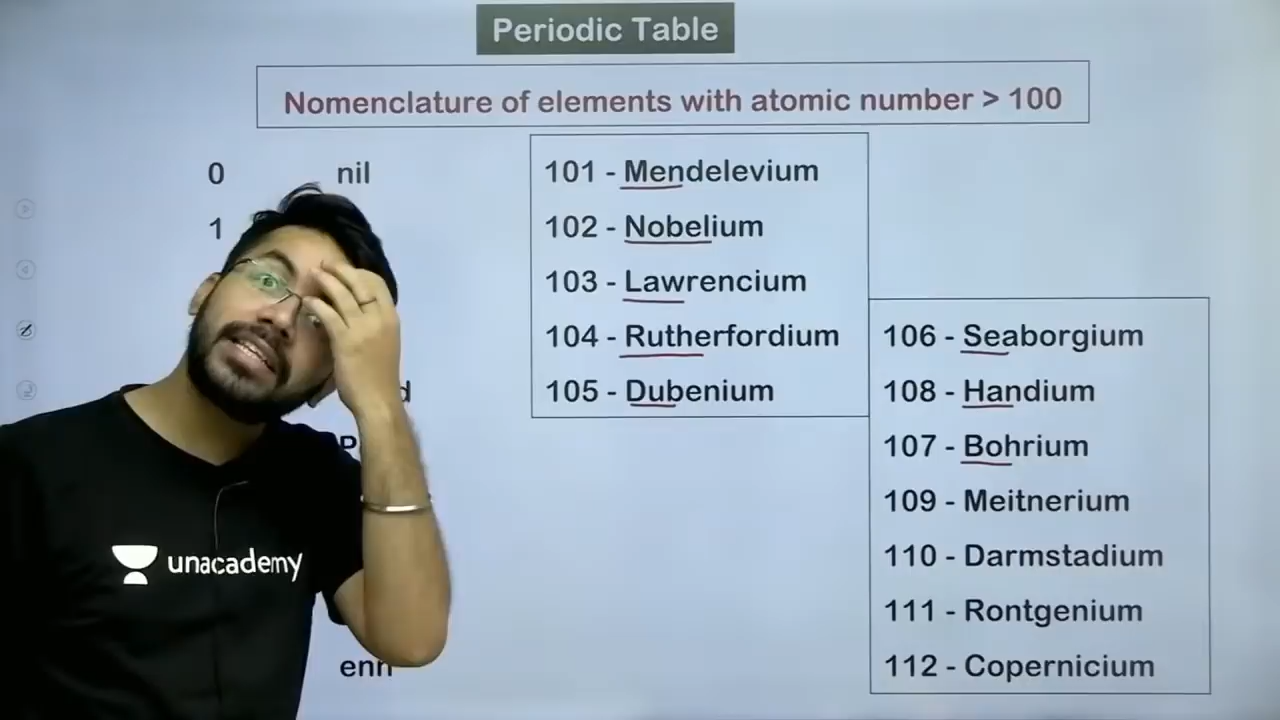 Periodic Table
Nomenclature of elements with atomic number > 100
0 nil
1
101 - Mendelevium
102 - Nobelium
103 - Lawrencium
104 - Rutherfordium
105 - Dubenium
106 - Seaborgium
108 - Handium
107 - Bohrium
109 - Meitnerium
110 - Darmstadium
111 - Rontgenium
112 - Copernicium
enn
unacademy